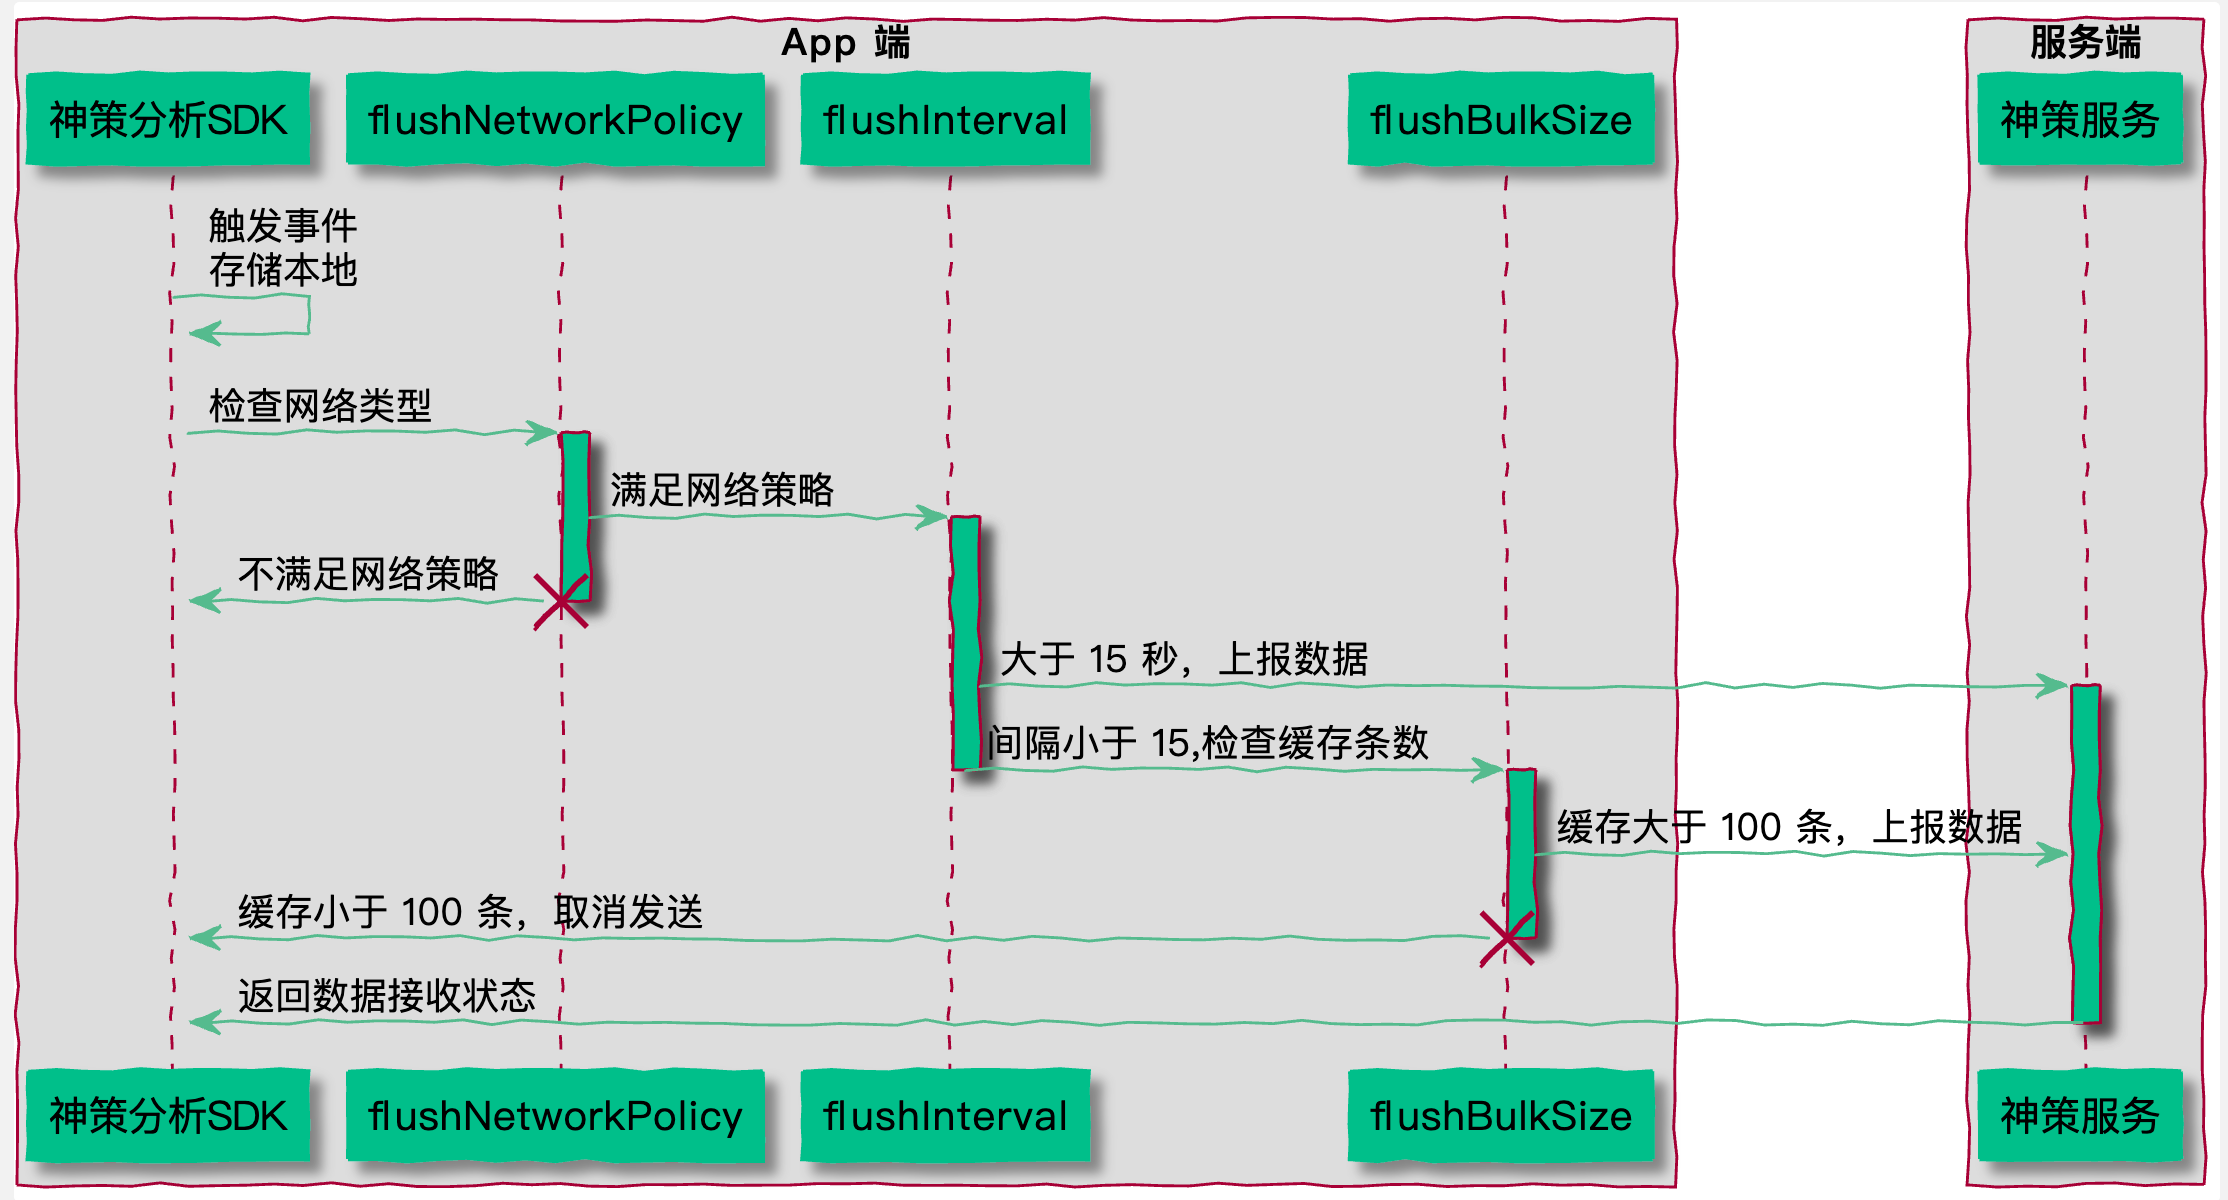 App 端
服务端
神策分析SDK
flushNetworkPolicy
flushInterval
flushBulkSize
神策服务
触发事件
存储本地
检查网络类型
满足网络策略
不满足网络策略
大于 15 秒，上报数据
间隔小于 15,检查缓存条数
缓存大于 100 条，上报数据
缓存小于 100 条，取消发送
返回数据接收状态
神策分析SDK
flushNetworkPolicy
flushInterval
flushBulkSize
神策服务